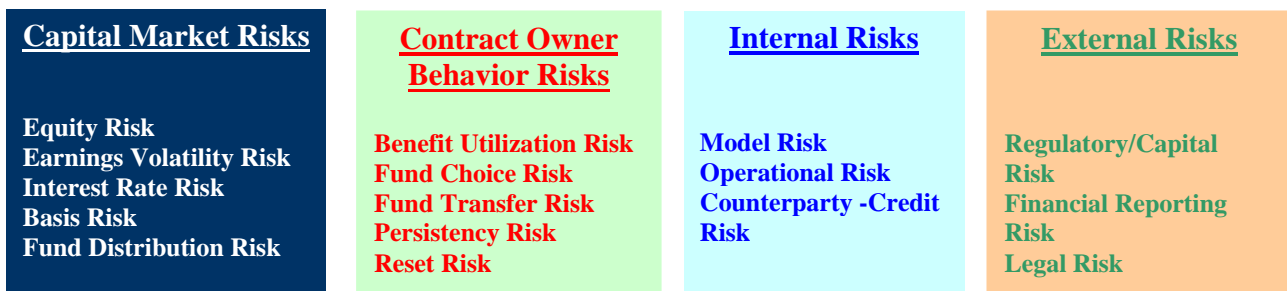 Capital Market Risks
Equity Risk
Earnings Volatility Risk
Interest Rate Risk
Basis Risk
Fund Distribution Risk
Contract Owner
Behavior Risks
Benefit Utilization Risk
Fund Choice Risk
Fund Transfer Risk
Persistency Risk
Reset Risk
Internal Risks
Model Risk
Operational Risk
Counterparty -Credit
Risk
External Risks
Regulatory/Capital
Risk
Financial Reporting
Risk
Legal Risk